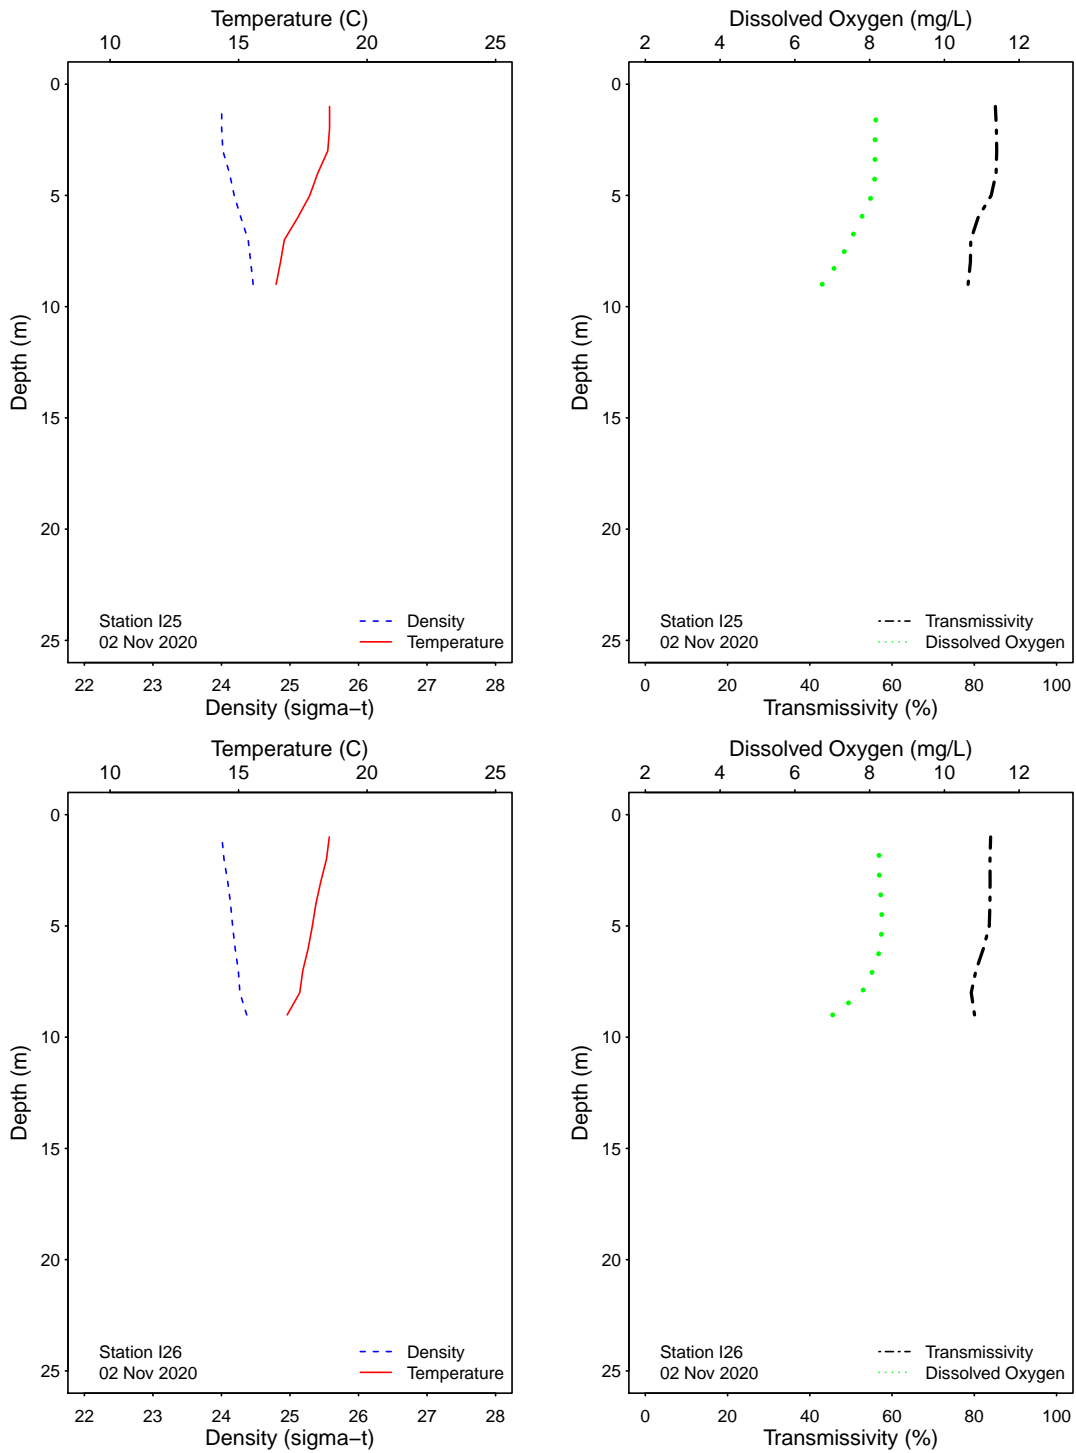 Temperature (C)
10 15 20 25
0
5
10
15
20
25
Depth (m)
Station I25
02 Nov 2020
Density
Temperature
22 23 24 25 26 27 28
Density (sigma−t)
Dissolved Oxygen (mg/L)
2 4 6 8 10 12
0
5
10
15
20
25
Depth (m)
Station I25
02 Nov 2020
Transmissivity
Dissolved Oxygen
0 20 40 60 80 100
Transmissivity (%)
Temperature (C)
10 15 20 25
0
5
10
15
20
25
Depth (m)
Station I26
02 Nov 2020
Density
Temperature
22 23 24 25 26 27 28
Density (sigma−t)
Dissolved Oxygen (mg/L)
2 4 6 8 10 12
0
5
10
15
20
25
Depth (m)
Station I26
02 Nov 2020
Transmissivity
Dissolved Oxygen
0 20 40 60 80 100
Transmissivity (%)